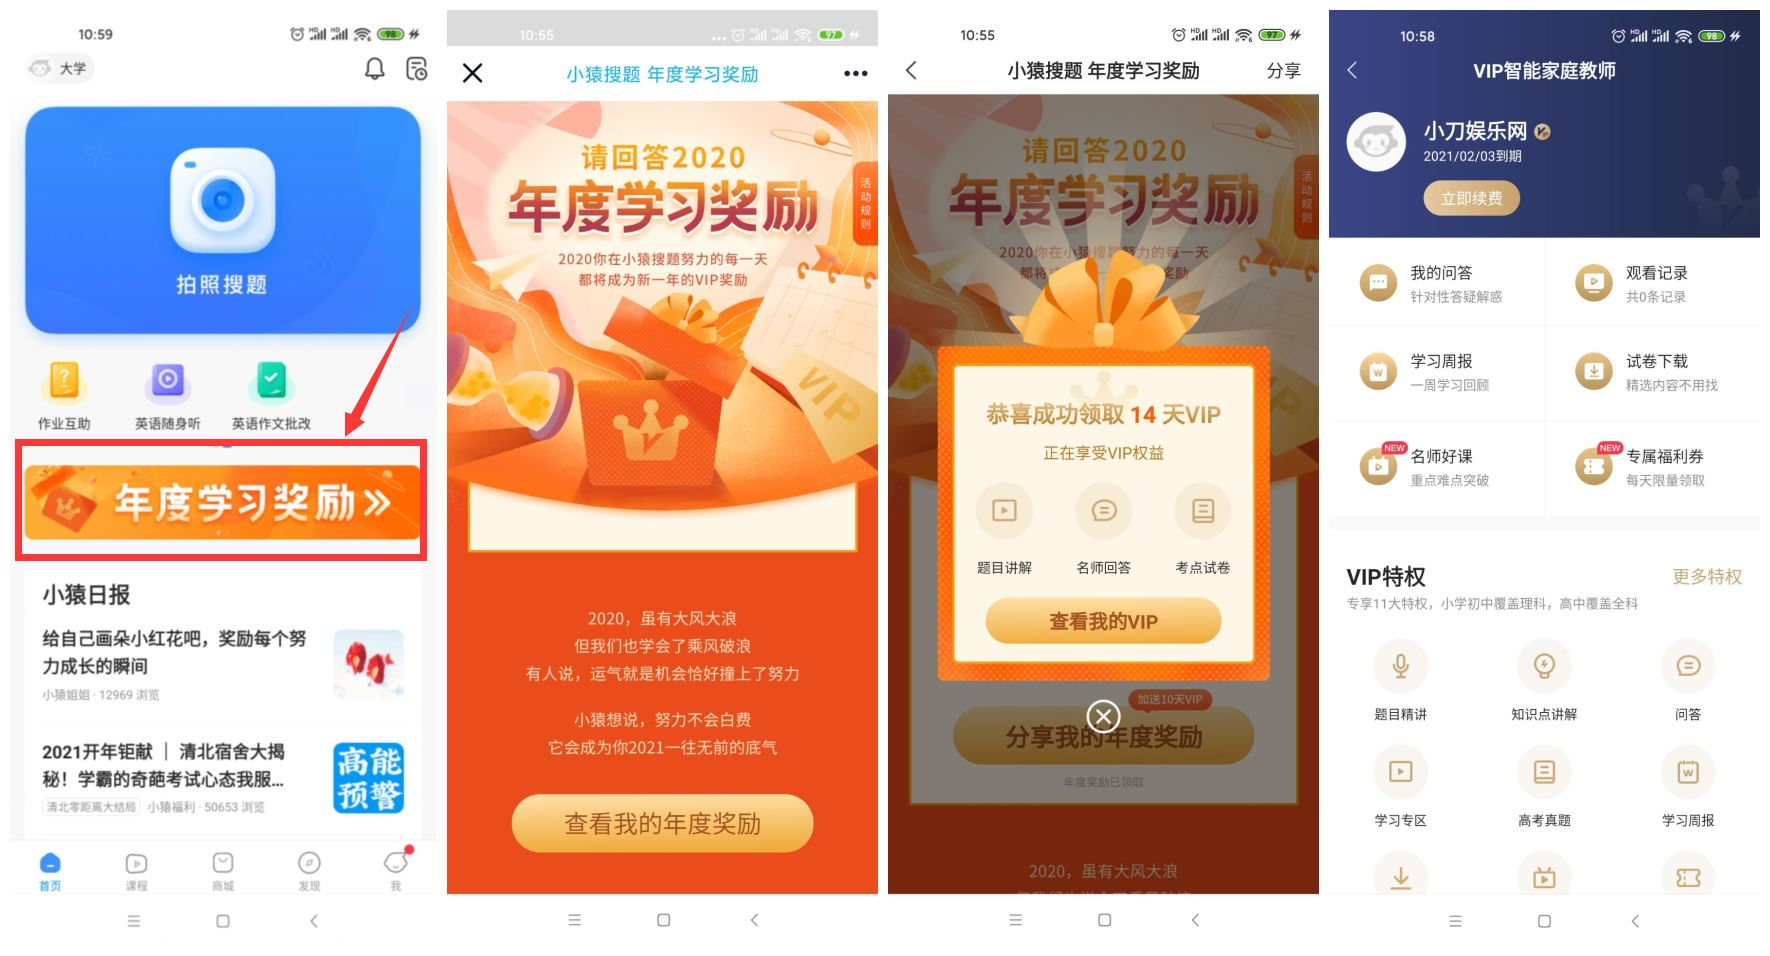 10:59
98
大学
拍照搜题
作业互助
英语随身听
英语作文批改
年度学习奖励
小猿日报
给自己画朵小红花吧，奖励每个努
力成长的瞬间
小猿姐姐 · 12969 浏览
2021开年钜献 | 清北宿舍大揭
秘！学霸的奇葩考试心态我服...
清北零距离大结局 小猿福利 · 50653 浏览
高能
预警
首页
课程
商城
发现
我
10:55
97
小猿搜题 年度学习奖励
请回答2020
年度学习奖励
活动规则
2020你在小猿搜题努力的每一天
都将成为新一年的VIP奖励
VIP
2020，虽有大风大浪
但我们也学会了乘风破浪
有人说，运气就是机会恰好撞上了努力
小猿想说，努力不会白费
它会成为你2021一往无前的底气
查看我的年度奖励
10:55
97
小猿搜题 年度学习奖励
分享
请回答2020
年度学习奖励
活动规则
2020你在小猿搜题努力的每一天
都将
新一年的VIP奖励
恭喜成功领取 14 天VIP
正在享受VIP权益
题目讲解
名师回答
考点试卷
查看我的VIP
加送10天VIP
分享我的年度奖励
年度奖励已领取
2020，虽有大风大浪
10:58
98
VIP智能家庭教师
小刀娱乐网
2021/02/03到期
立即续费
我的问答
针对性答疑解惑
观看记录
共0条记录
学习周报
一周学习回顾
试卷下载
精选内容不用找
NEW
名师好课
重点难点突破
NEW
专属福利券
每天限量领取
VIP特权
更多特权
专享11大特权，小学初中覆盖理科，高中覆盖全科
题目精讲
知识点讲解
问答
学习专区
高考真题
学习周报